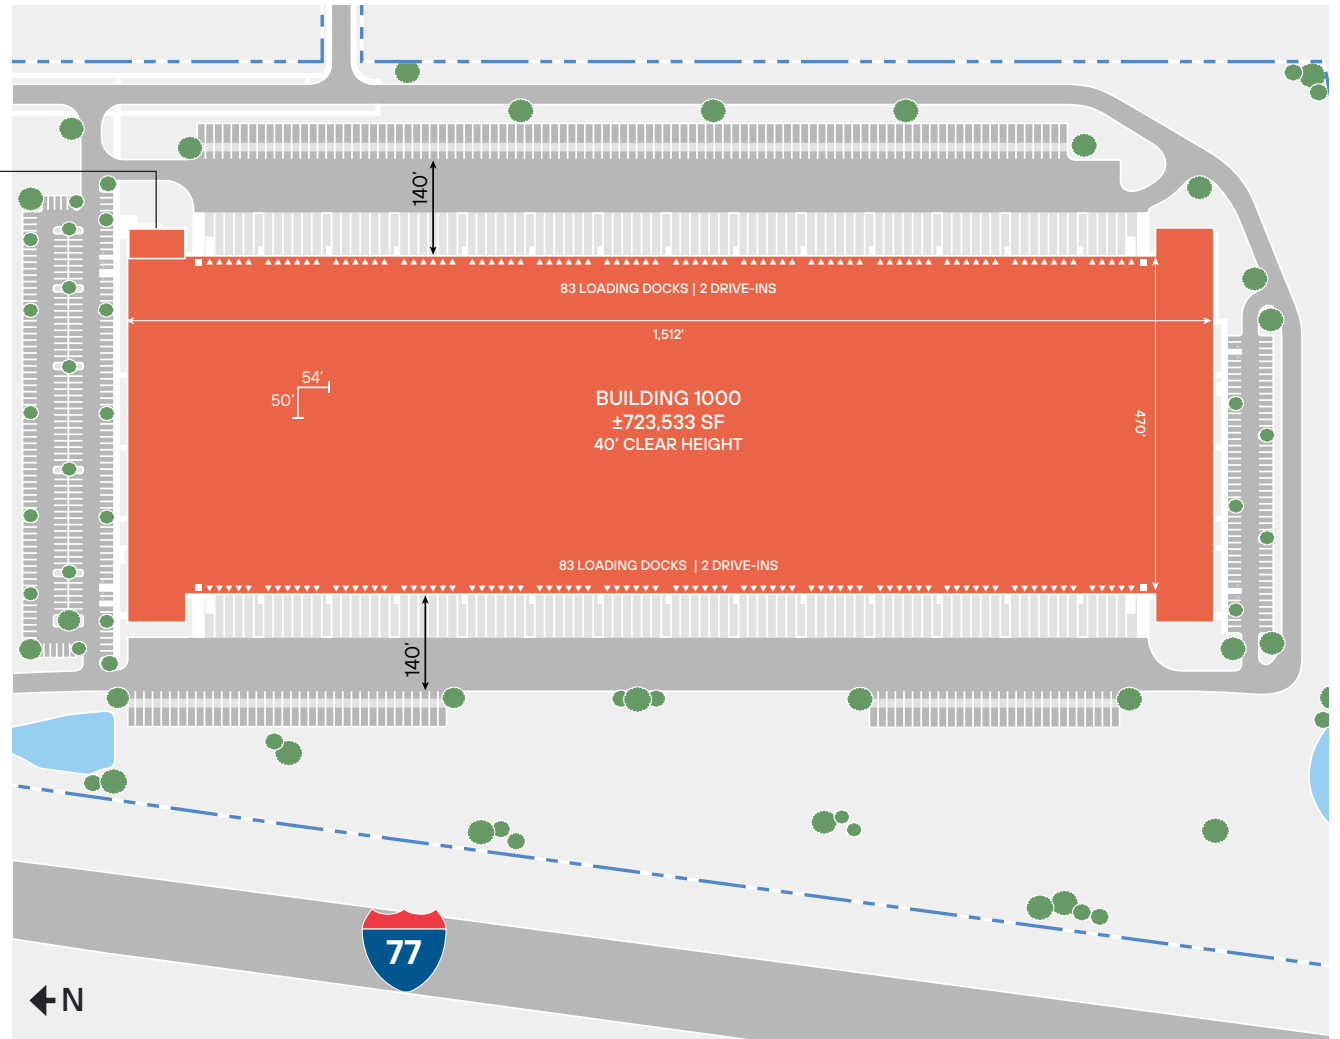 140’
83 LOADING DOCKS | 2 DRIVE-INS
1,512’
54’
50’
BUILDING 1000
±723,533 SF
40’ CLEAR HEIGHT
470’
83 LOADING DOCKS | 2 DRIVE-INS
140’
77
N